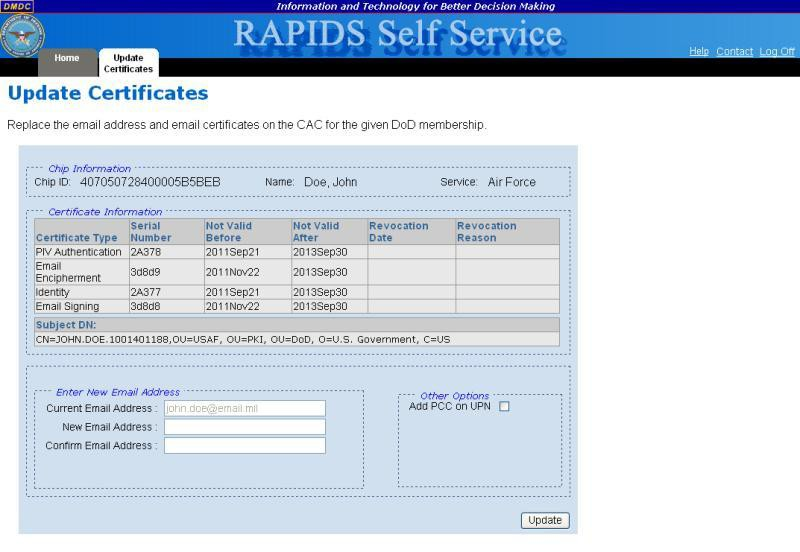 DMDC
Information and Technology for Better Decision Making
RAPIDS Self Service
Help Contact Log Off
Home
Update
Certificates
Update Certificates
Replace the email address and email certificates on the CAC for the given DoD membership.
Chip Information
Chip ID: 407050728400005B5BEB Name: Doe, John Service: Air Force
Certificate Information
Certificate Type Serial Number Not Valid Before Not Valid After Revocation Date Revocation Reason
PIV Authentication 2A378 2011Sep21 2013Sep30
Email Encipherment 3d8d9 2011Nov22 2013Sep30
Identity 2A377 2011Sep21 2013Sep30
Email Signing 3d8d8 2011Nov22 2013Sep30
Subject DN:
CN=JOHN.DOE.1001401188,OU=USAF, OU=PKI, OU=DoD, O=U.S. Government, C=US
Enter New Email Address
Current Email Address : john.doe@email.mil
New Email Address :
Confirm Email Address :
Other Options
Add PCC on UPN
Update